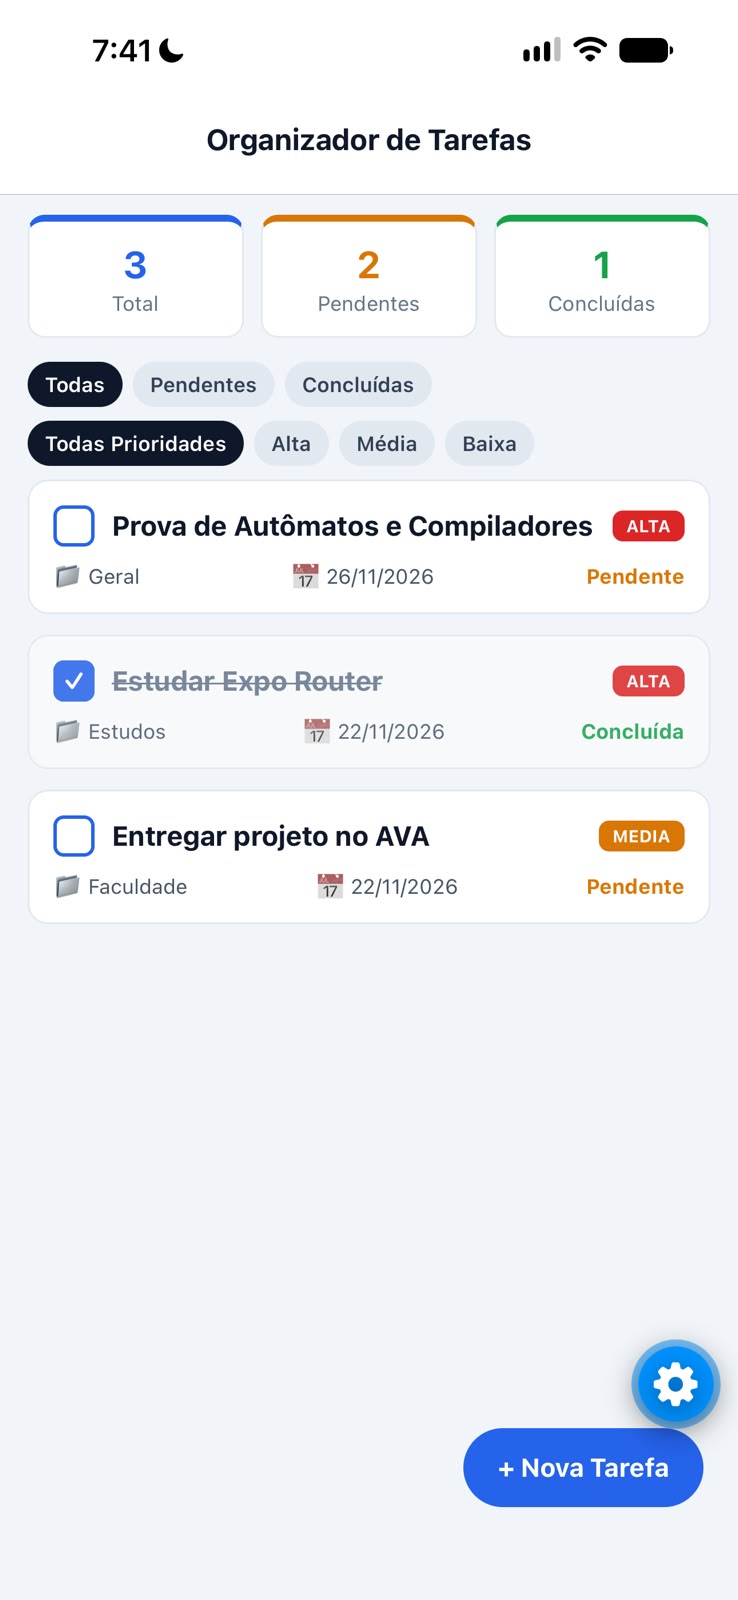 7:41
Organizador de Tarefas
3 2 1
Total Pendentes Concluídas
Todas Pendentes Concluídas
Todas Prioridades Alta Média Baixa
Prova de Autômatos e Compiladores ALTA
Geral 17 26/11/2026 Pendente
Estudar Expo Router ALTA
Estudos 17 22/11/2026 Concluída
Entregar projeto no AVA MEDIA
Faculdade 17 22/11/2026 Pendente
+ Nova Tarefa